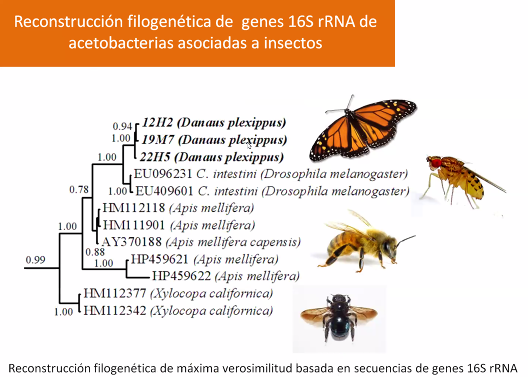 Reconstrucción filogenética de genes 16S rRNA de
acetobacterias asociadas a insectos
0.94
12H2 (Danaus plexippus)
1.00
19M7 (Danaus plexippus)
1.00
22H5 (Danaus plexippus)
EU096231 C. intestini (Drosophila melanogaster)
1.00
EU409601 C. intestini (Drosophila melanogaster)
0.78
HM112118 (Apis mellifera)
1.00
HM111901 (Apis mellifera)
AY370188 (Apis mellifera capensis)
0.88
HP459621 (Apis mellifera)
0.99
1.00
HP459622 (Apis mellifera)
HM112377 (Xylocopa californica)
1.00
HM112342 (Xylocopa californica)
Reconstrucción filogenética de máxima verosimilitud basada en secuencias de genes 16S rRNA